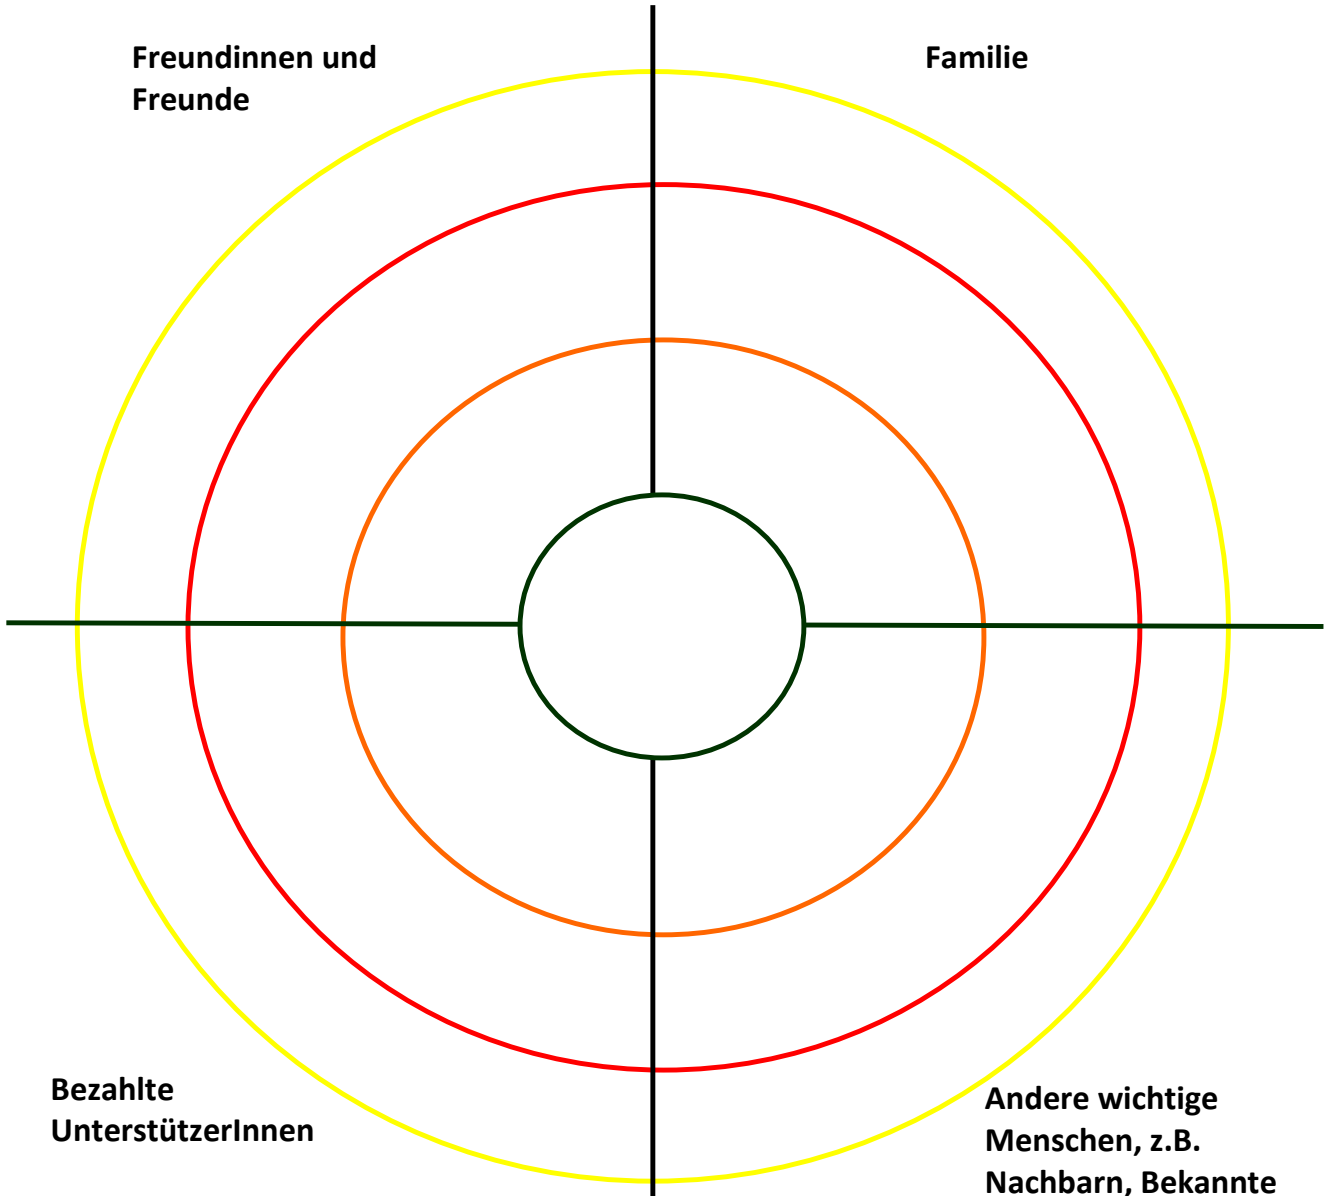 Freundinnen und
Freunde
Familie
Bezahlte
UnterstützerInnen
Andere wichtige
Menschen, z.B.
Nachbarn, Bekannte